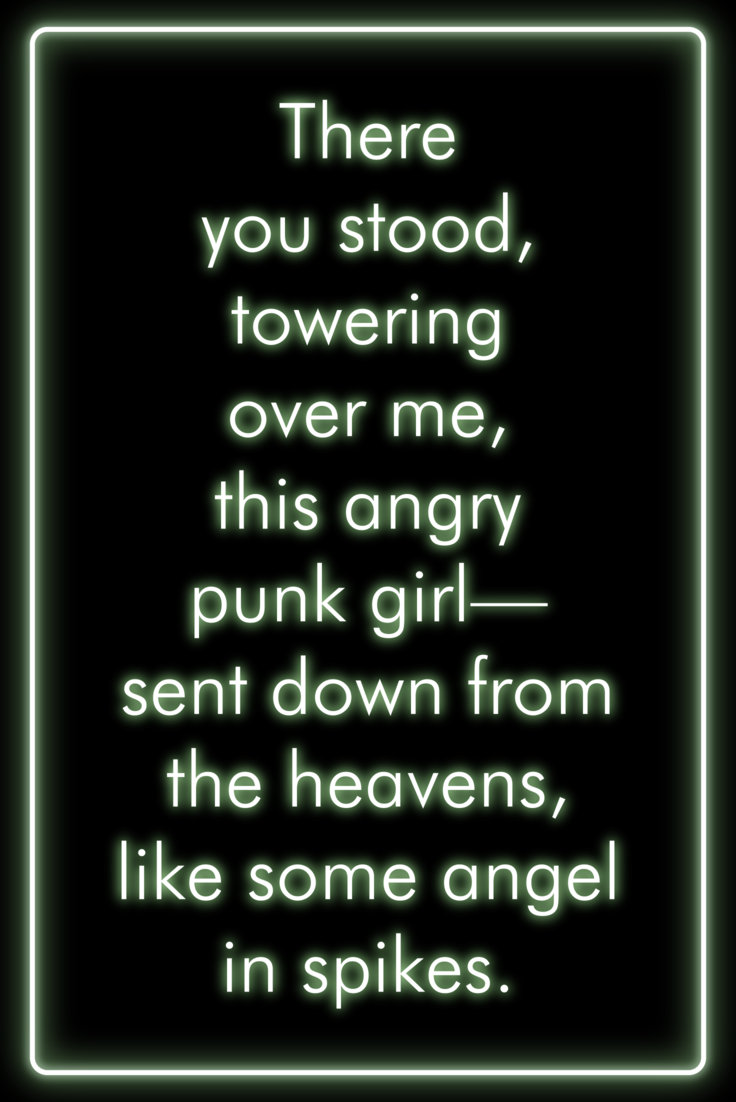 There
you stood,
towering
over me,
this angry
punk girl—
sent down from
the heavens,
like some angel
in spikes.